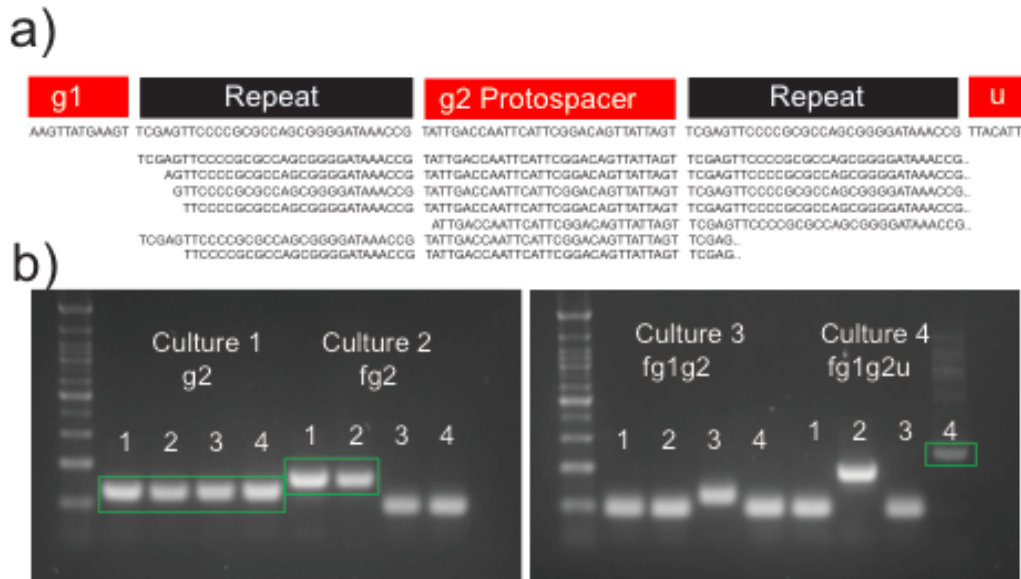 a)
g1 Repeat g2 Protospacer Repeat u
AAGTTATGAAGT TCGAGTTCCCCGCGCCAGCGGGGATAAACCG TATTGACCAATTCATTCGGACAGTTATTAGT TCGAGTTCCCCGCGCCAGCGGGGATAAACCG TTACATT
TCGAGTTCCCCGCGCCAGCGGGGATAAACCG TATTGACCAATTCATTCGGACAGTTATTAGT TCGAGTTCCCCGCGCCAGCGGGGATAAACCG..
AGTTCCCCGCGCCAGCGGGGATAAACCG TATTGACCAATTCATTCGGACAGTTATTAGT TCGAGTTCCCCGCGCCAGCGGGGATAAACCG..
GTTCCCCGCGCCAGCGGGGATAAACCG TATTGACCAATTCATTCGGACAGTTATTAGT TCGAGTTCCCCGCGCCAGCGGGGATAAACCG..
TTCCCCGCGCCAGCGGGGATAAACCG TATTGACCAATTCATTCGGACAGTTATTAGT TCGAGTTCCCCGCGCCAGCGGGGATAAACCG..
ATTGACCAATTCATTCGGACAGTTATTAGT TCGAGTTCCCCGCGCCAGCGGGGATAAACCG..
TCGAGTTCCCCGCGCCAGCGGGGATAAACCG TATTGACCAATTCATTCGGACAGTTATTAGT TCGAG..
TTCCCCGCGCCAGCGGGGATAAACCG TATTGACCAATTCATTCGGACAGTTATTAGT TCGAG..
b)
Culture 1 Culture 2
g2 fg2
1 2 3 4 1 2 3 4
Culture 3 Culture 4
fg1g2 fg1g2u
1 2 3 4 1 2 3 4